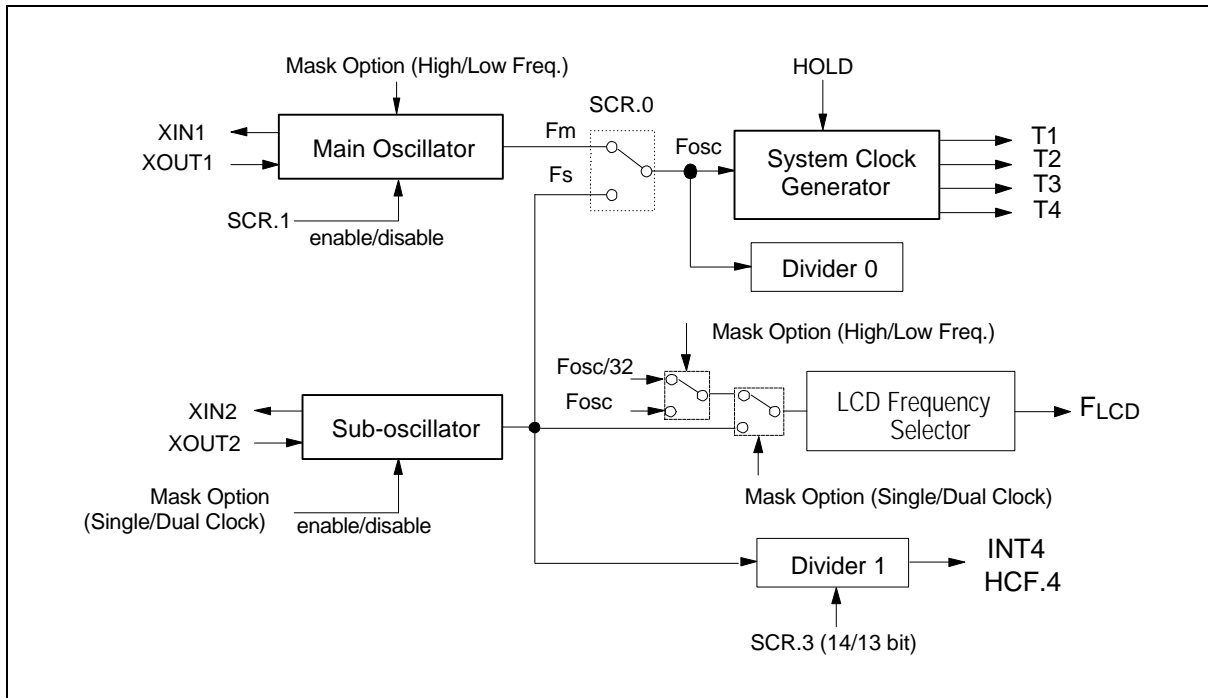 Mask Option (High/Low Freq.)
HOLD
SCR.0
XIN1
XOUT1
Main Oscillator
Fm
Fosc
System Clock
Generator
T1
T2
T3
T4
Fs
SCR.1
enable/disable
Divider 0
Mask Option (High/Low Freq.)
Fosc/32
Fosc
XIN2
XOUT2
Sub-oscillator
LCD Frequency
Selector
FLCD
Mask Option
(Single/Dual Clock)
enable/disable
Mask Option (Single/Dual Clock)
Divider 1
INT4
HCF.4
SCR.3 (14/13 bit)